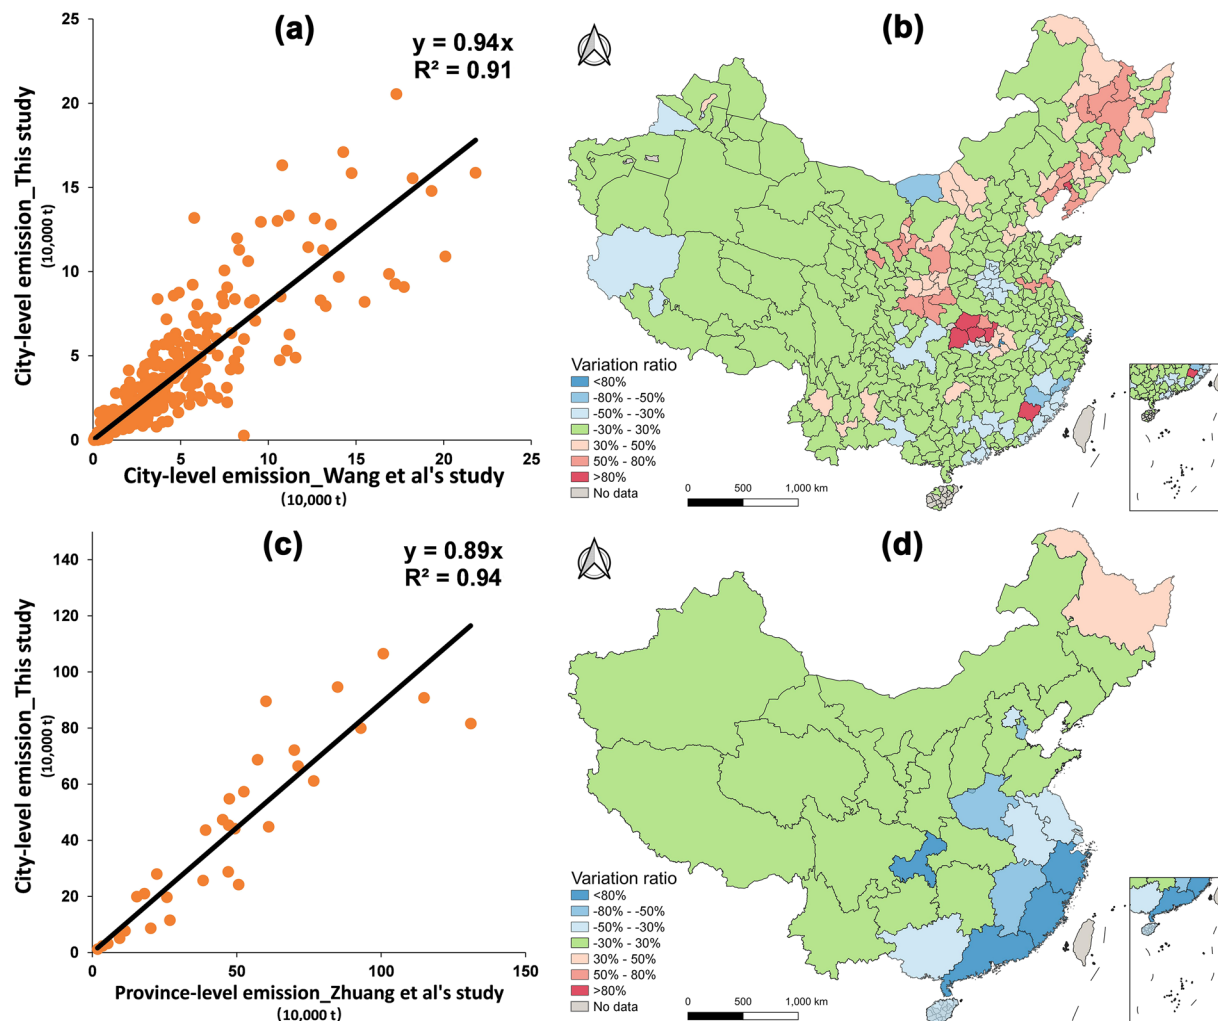 (a)
y = 0.94x
R² = 0.91
25
20
15
10
5
0
0
5
10
15
20
25
City-level emission_This study
(10,000 t)
City-level emission_Wang et al's study
(10,000 t)
(b)
Variation ratio
<80%
-80% - -50%
-50% - -30%
-30% - 30%
30% - 50%
50% - 80%
>80%
No data
0 500 1,000 km
(c)
y = 0.89x
R² = 0.94
140
120
100
80
60
40
20
0
0
50
100
150
City-level emission_This study
(10,000 t)
Province-level emission_Zhuang et al's study
(10,000 t)
(d)
Variation ratio
<80%
-80% - -50%
-50% - -30%
-30% - 30%
30% - 50%
50% - 80%
>80%
No data
0 500 1,000 km